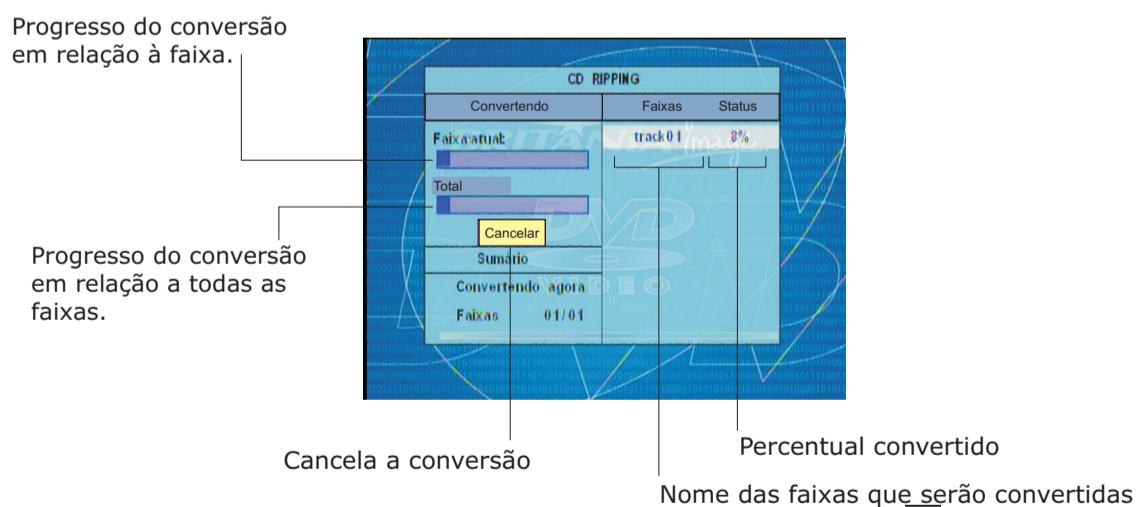 Progresso do conversão
em relação à faixa.
CD RIPPING
Convertendo
Faixas
Status
Faixa atual:
track01
8%
Total
Cancelar
Sumário
Convertendo agora
Faixas 01/01
DVD
VIDEO
Progresso do conversão
em relação a todas as
faixas.
Cancela a conversão
Percentual convertido
Nome das faixas que serão convertidas